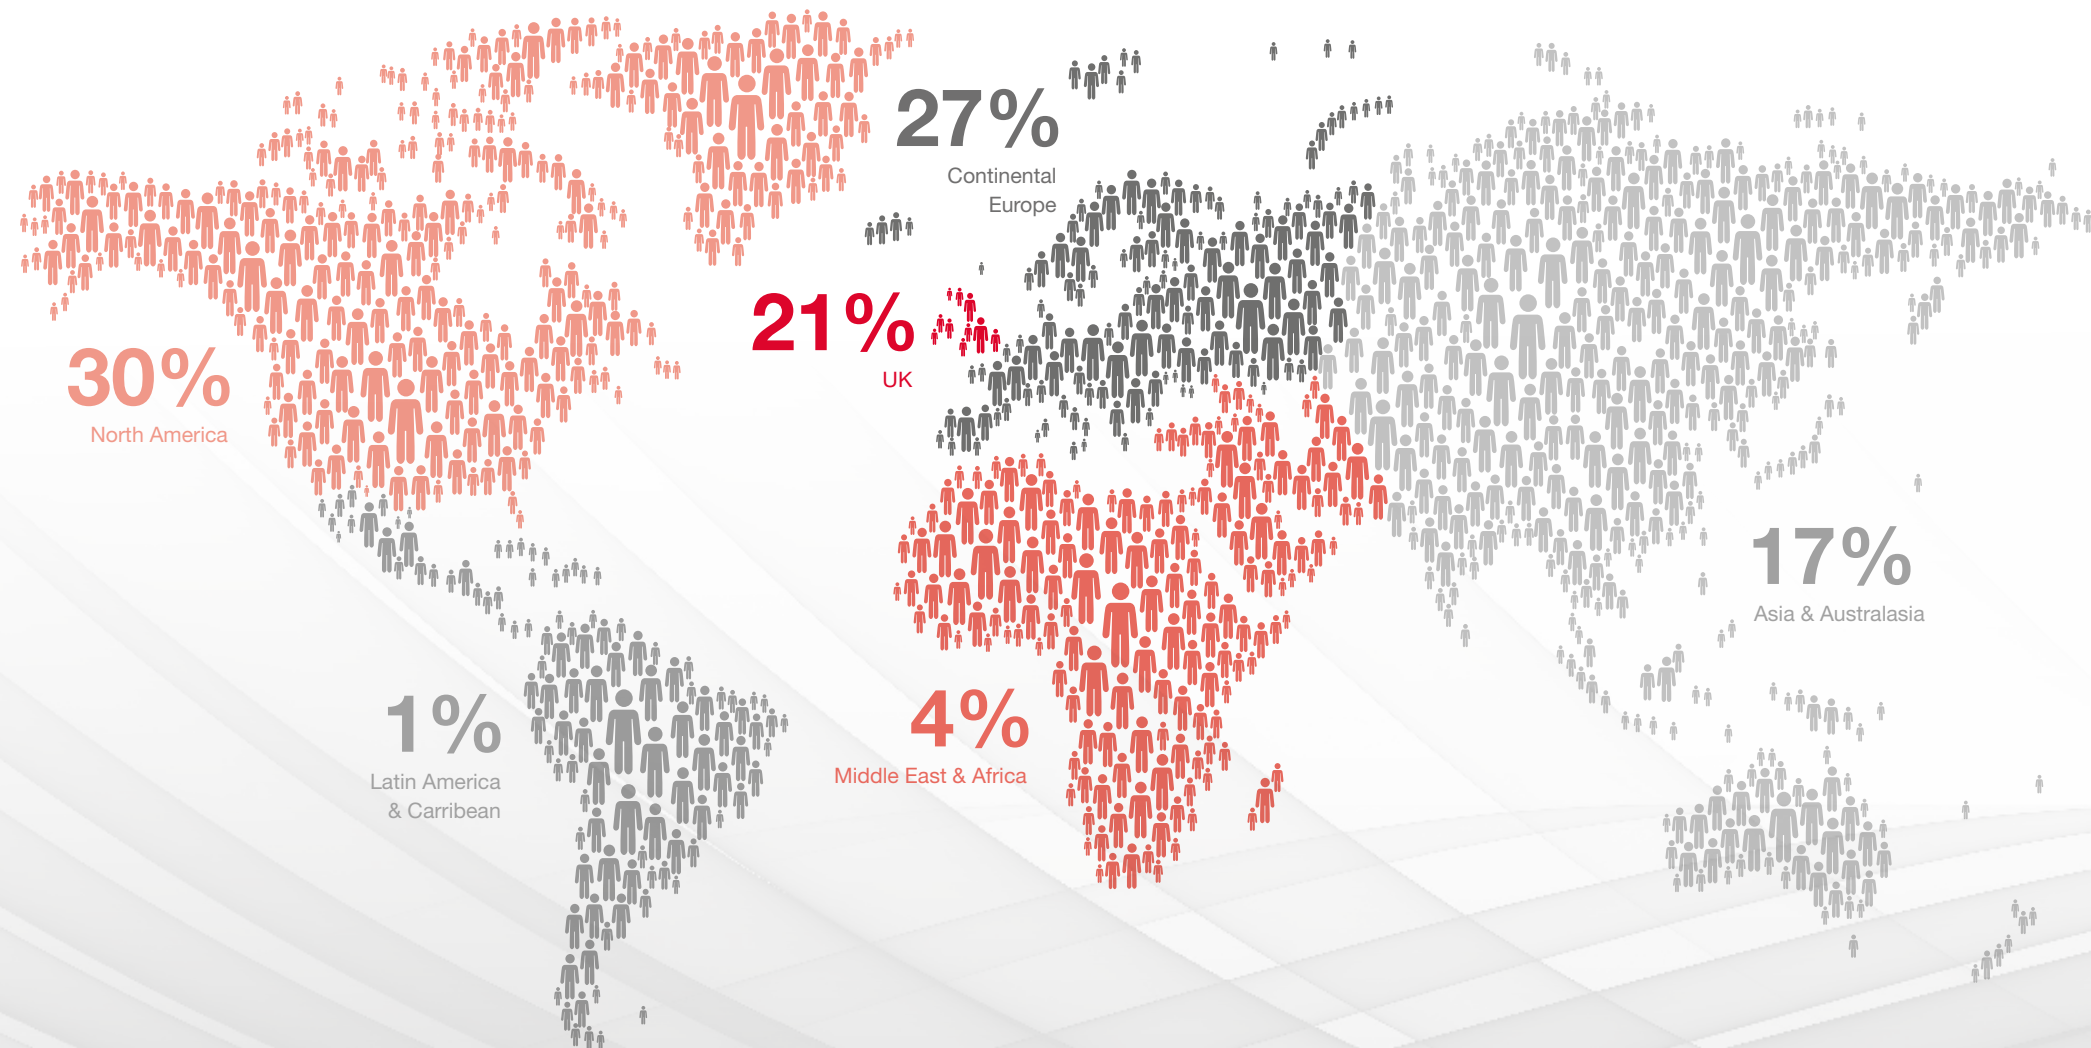 27%
Continental
Europe
21%
UK
30%
North America
17%
Asia & Australasia
1%
Latin America
& Carribean
4%
Middle East & Africa